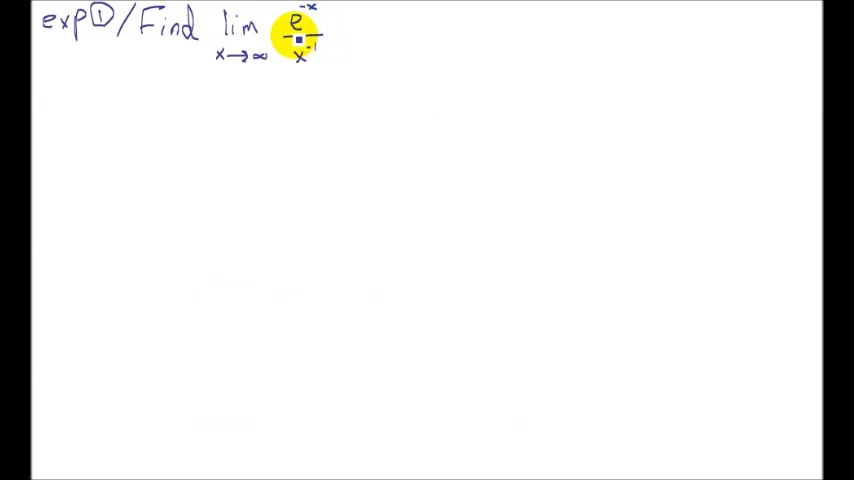 exp①/ Find lim e^-x / x^-1
x→∞